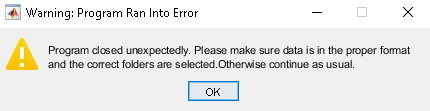 Warning: Program Ran Into Error
Program closed unexpectedly. Please make sure data is in the proper format
and the correct folders are selected.Otherwise continue as usual.
OK